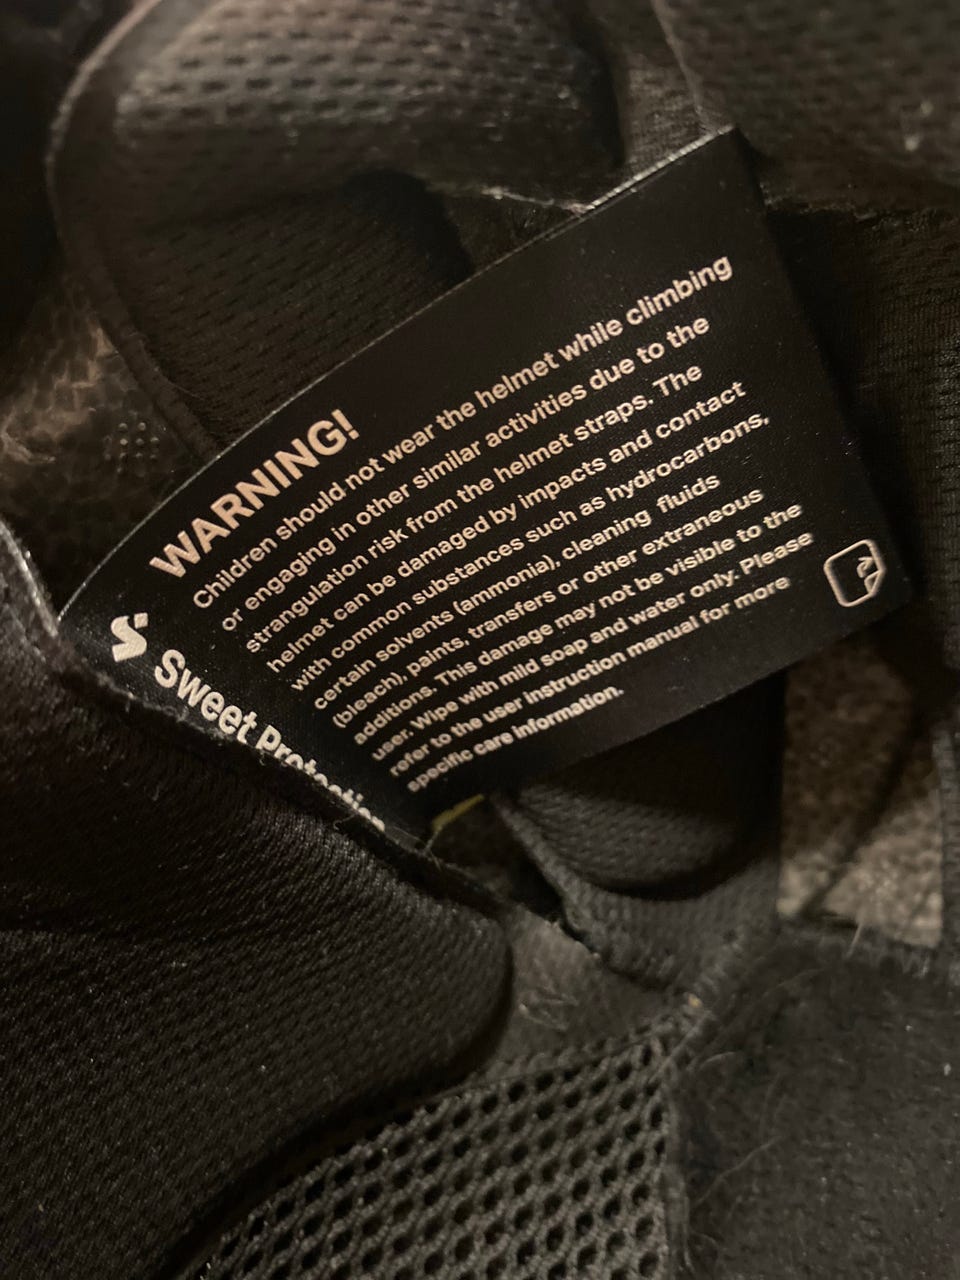 WARNING!
Children should not wear the helmet while climbing
or engaging in other similar activities due to the
strangulation risk from the helmet straps. The
helmet can be damaged by impacts and contact
with common substances such as hydrocarbons,
certain solvents (ammonia), cleaning fluids
(bleach), paints, transfers or other extraneous
additions. This damage may not be visible to the
user. Wipe with mild soap and water only. Please
refer to the user instruction manual for more
specific care information.
Sweet Protection